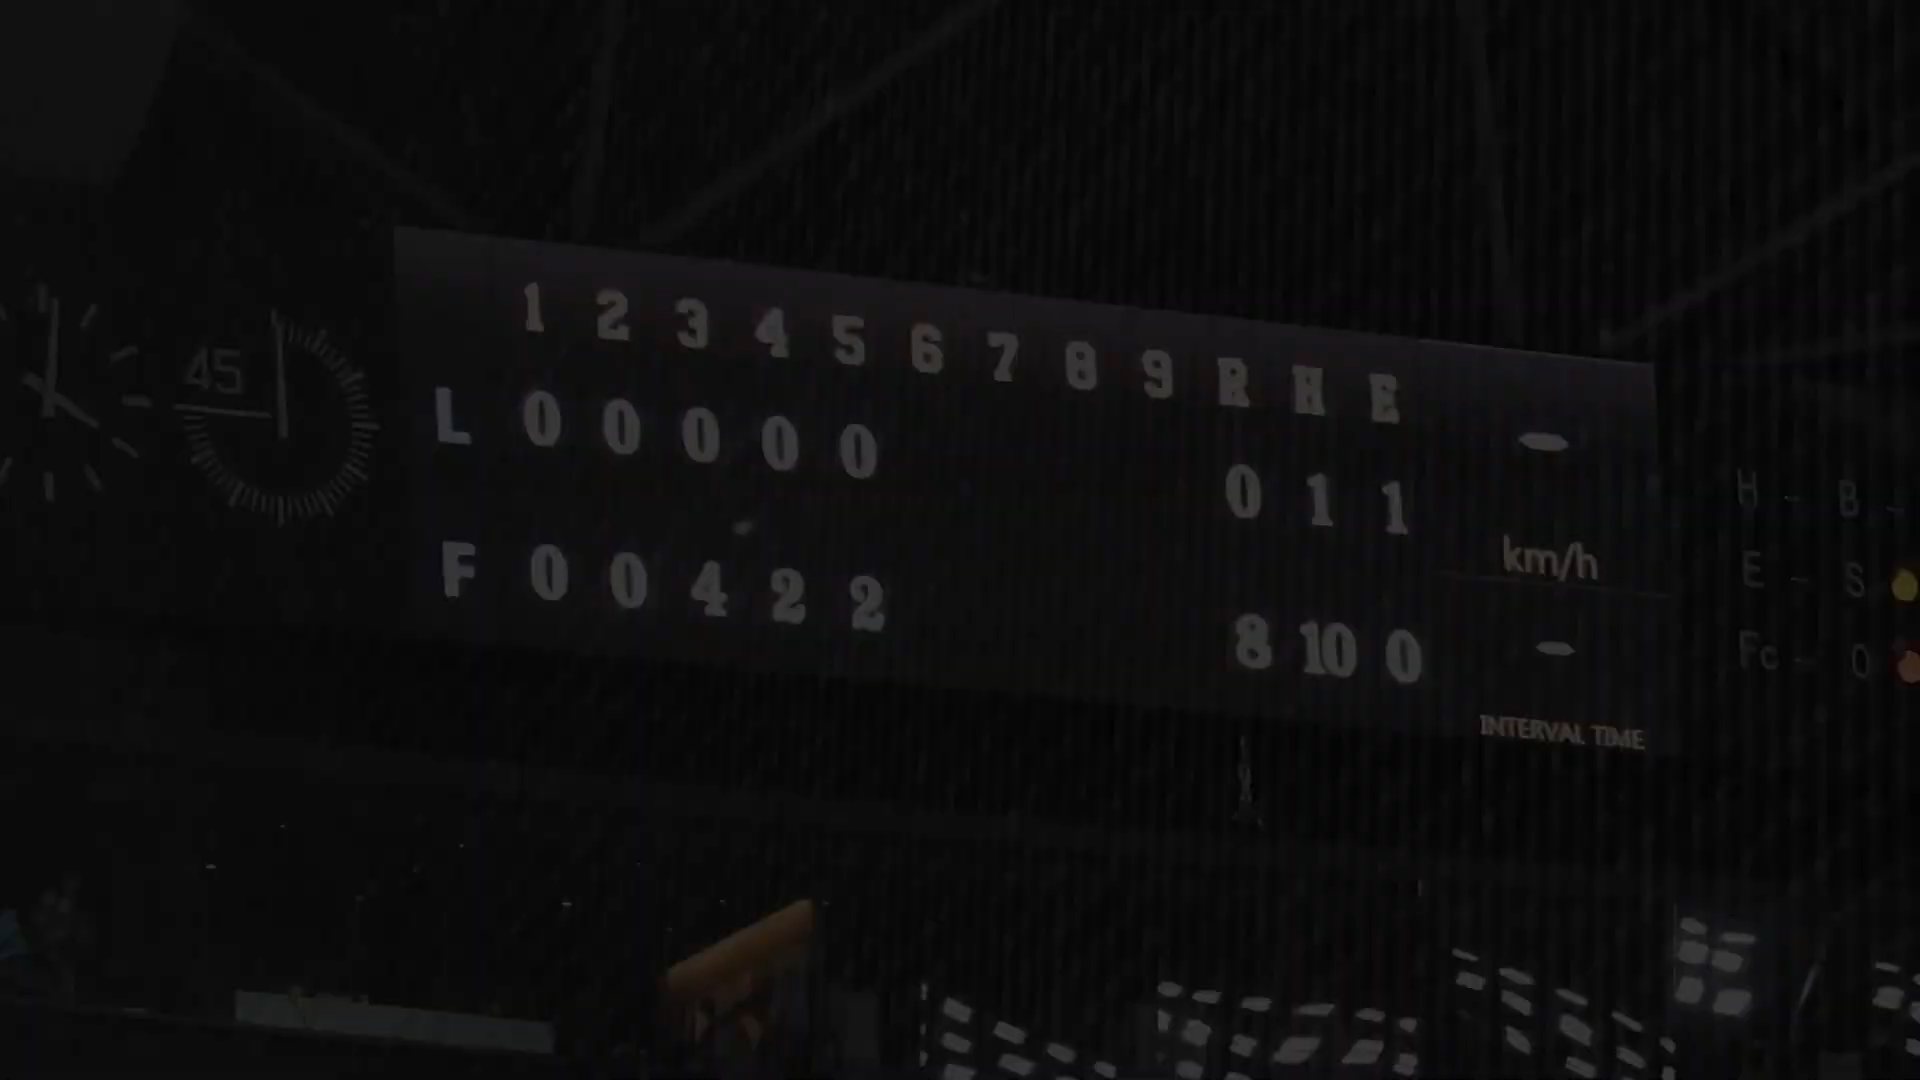 45
1 2 3 4 5 6 7 8 9 R H E
L 0 0 0 0 0 0 1 1
F 0 0 4 2 2 8 10 0
km/h
INTERVAL TIME
H - B -
E - S
Fc - O